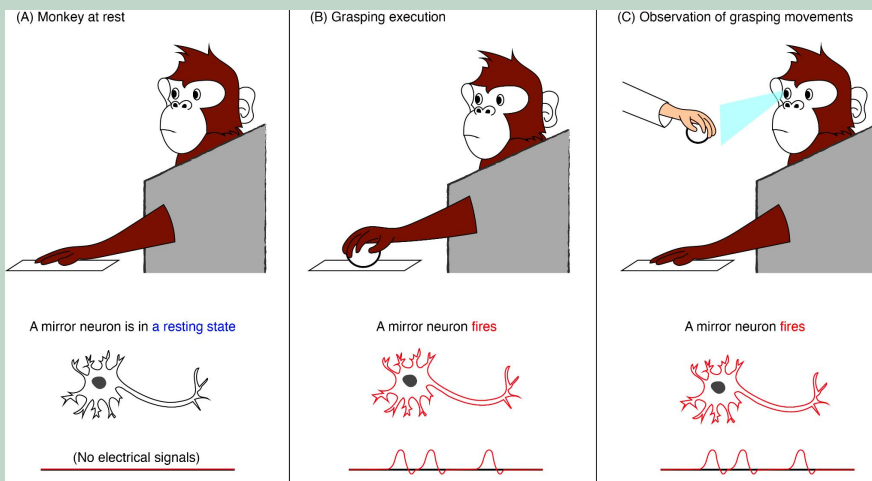 (A) Monkey at rest
(B) Grasping execution
(C) Observation of grasping movements
A mirror neuron is in a resting state
A mirror neuron fires
A mirror neuron fires
(No electrical signals)